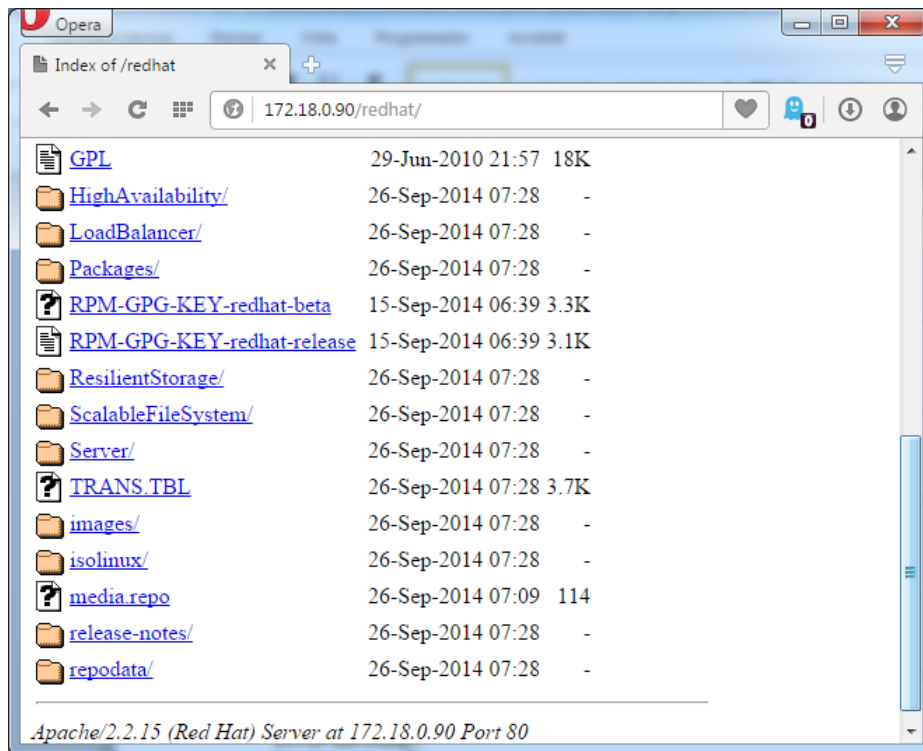 Opera
Index of /redhat
172.18.0.90/redhat/
0
GPL 29-Jun-2010 21:57 18K
HighAvailability/ 26-Sep-2014 07:28 -
LoadBalancer/ 26-Sep-2014 07:28 -
Packages/ 26-Sep-2014 07:28 -
RPM-GPG-KEY-redhat-beta 15-Sep-2014 06:39 3.3K
RPM-GPG-KEY-redhat-release 15-Sep-2014 06:39 3.1K
ResilientStorage/ 26-Sep-2014 07:28 -
ScalableFileSystem/ 26-Sep-2014 07:28 -
Server/ 26-Sep-2014 07:28 -
TRANS.TBL 26-Sep-2014 07:28 3.7K
images/ 26-Sep-2014 07:28 -
isolinux/ 26-Sep-2014 07:28 -
media.repo 26-Sep-2014 07:09 114
release-notes/ 26-Sep-2014 07:28 -
repodata/ 26-Sep-2014 07:28 -
Apache/2.2.15 (Red Hat) Server at 172.18.0.90 Port 80